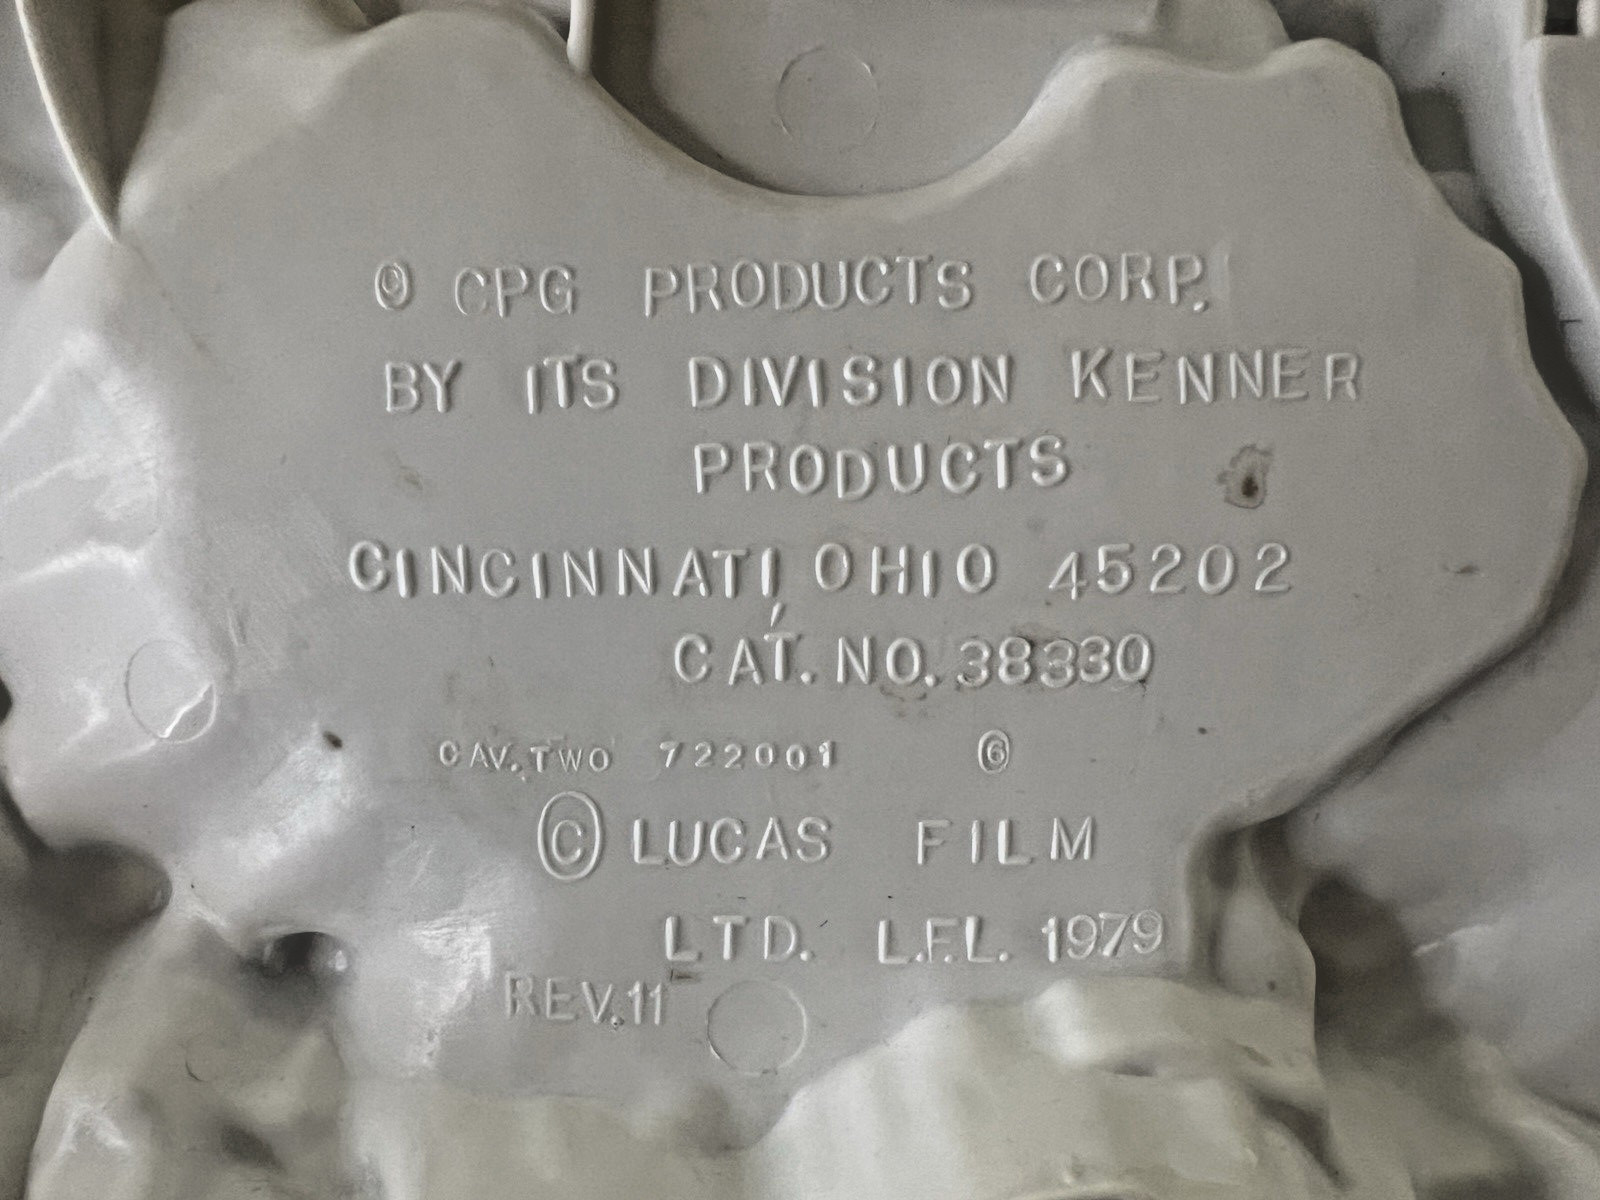 © CPG PRODUCTS CORP.
BY ITS DIVISION KENNER
PRODUCTS
CINCINNATI, OHIO 45202
CAT. NO. 38330
CAV. TWO 722001 ⑥
© LUCAS FILM
LTD. L.F.L. 1979
REV. 11